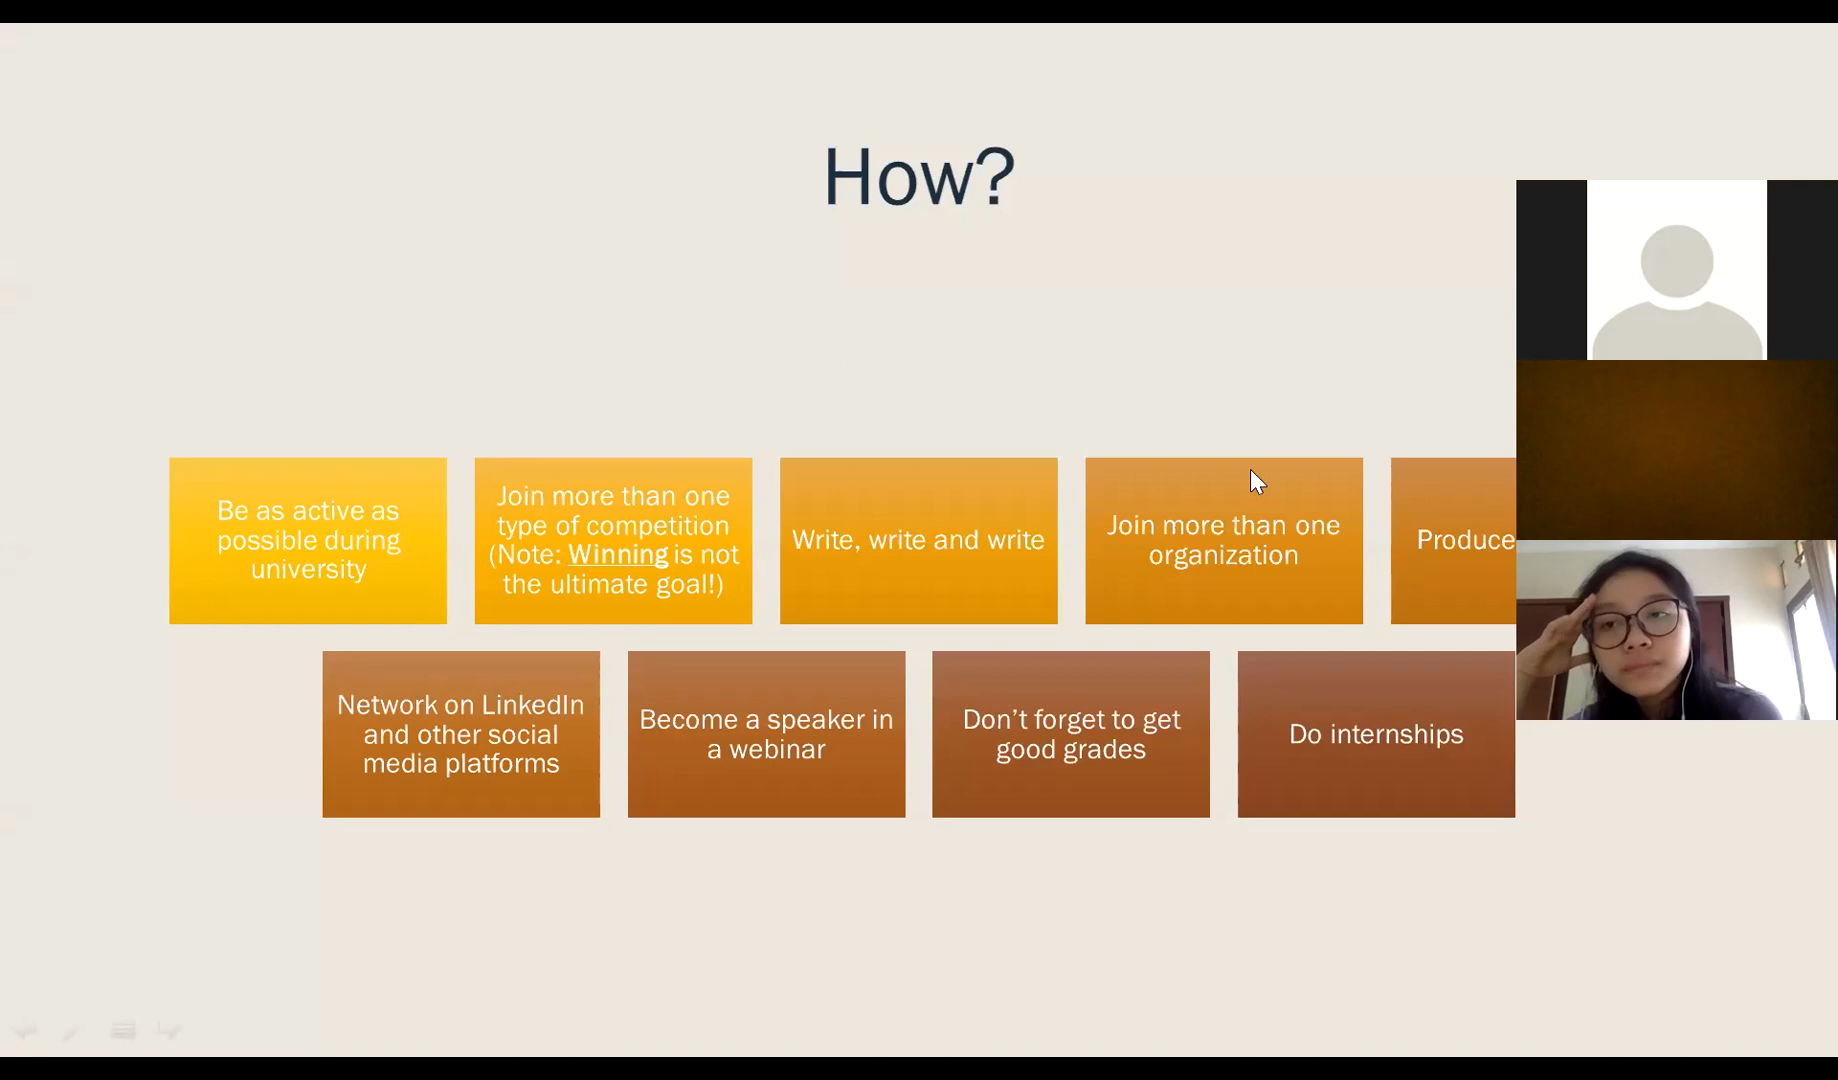 How?
Be as active as
possible during
university
Join more than one
type of competition
(Note: Winning is not
the ultimate goal!)
Write, write and write
Join more than one
organization
Produce
Network on LinkedIn
and other social
media platforms
Become a speaker in
a webinar
Don’t forget to get
good grades
Do internships